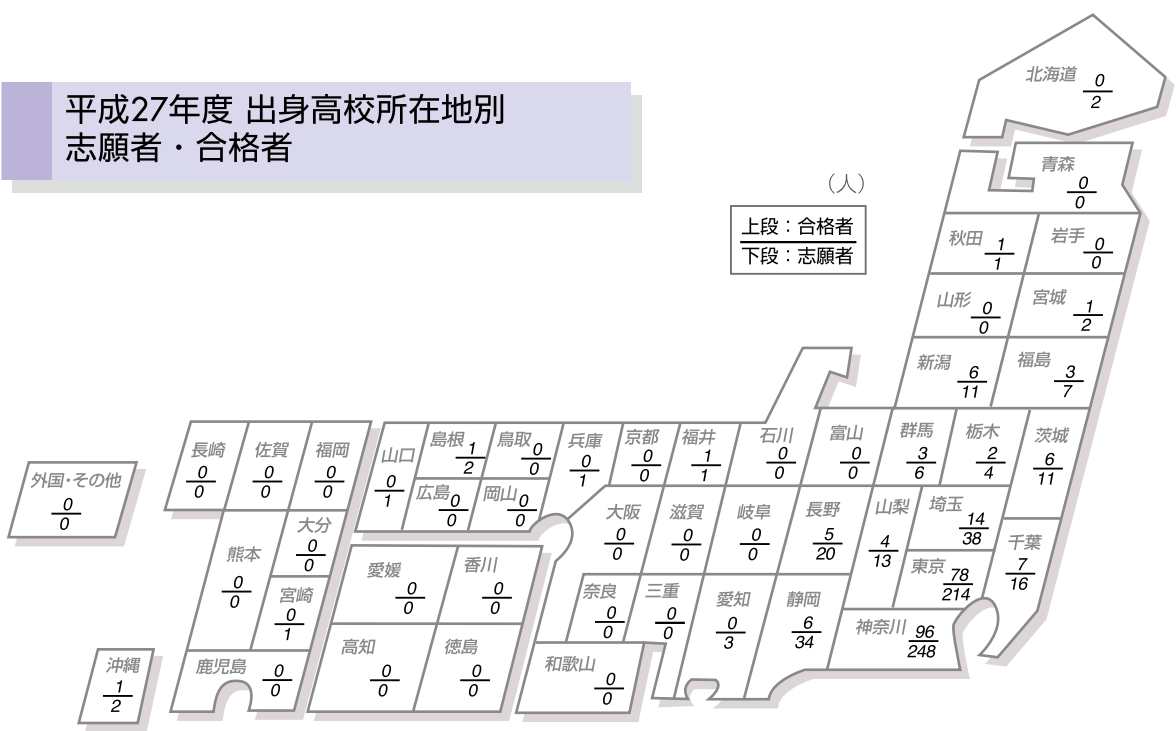 平成27年度 出身高校所在地別
志願者・合格者
（人）
上段：合格者
下段：志願者
北海道 0
2
青森 0
0
秋田 1
1
岩手 0
0
山形 0
0
宮城 1
2
新潟 6
11
福島 3
7
長崎 0
0
佐賀 0
0
福岡 0
0
山口 0
1
島根 1
2
鳥取 0
0
兵庫 0
1
京都 0
0
福井 1
1
石川 0
0
富山 0
0
群馬 3
6
栃木 2
4
茨城 6
11
外国・その他
0
0
広島 0
0
岡山 0
0
大阪 0
0
滋賀 0
0
岐阜 0
0
長野 5
20
山梨 4
13
埼玉 14
38
千葉 7
16
熊本 0
0
大分 0
0
愛媛 0
0
香川 0
0
東京 78
214
宮崎 0
1
奈良 0
0
三重 0
0
愛知 0
3
静岡 6
34
神奈川 96
248
沖縄 1
2
鹿児島 0
0
高知 0
0
徳島 0
0
和歌山 0
0